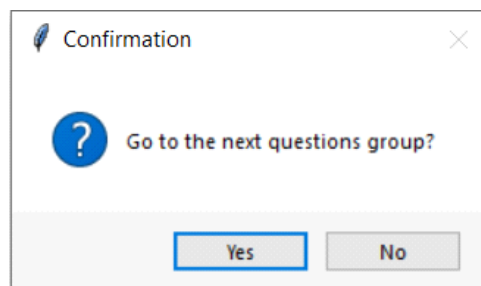 Confirmation
Go to the next questions group?
Yes
No